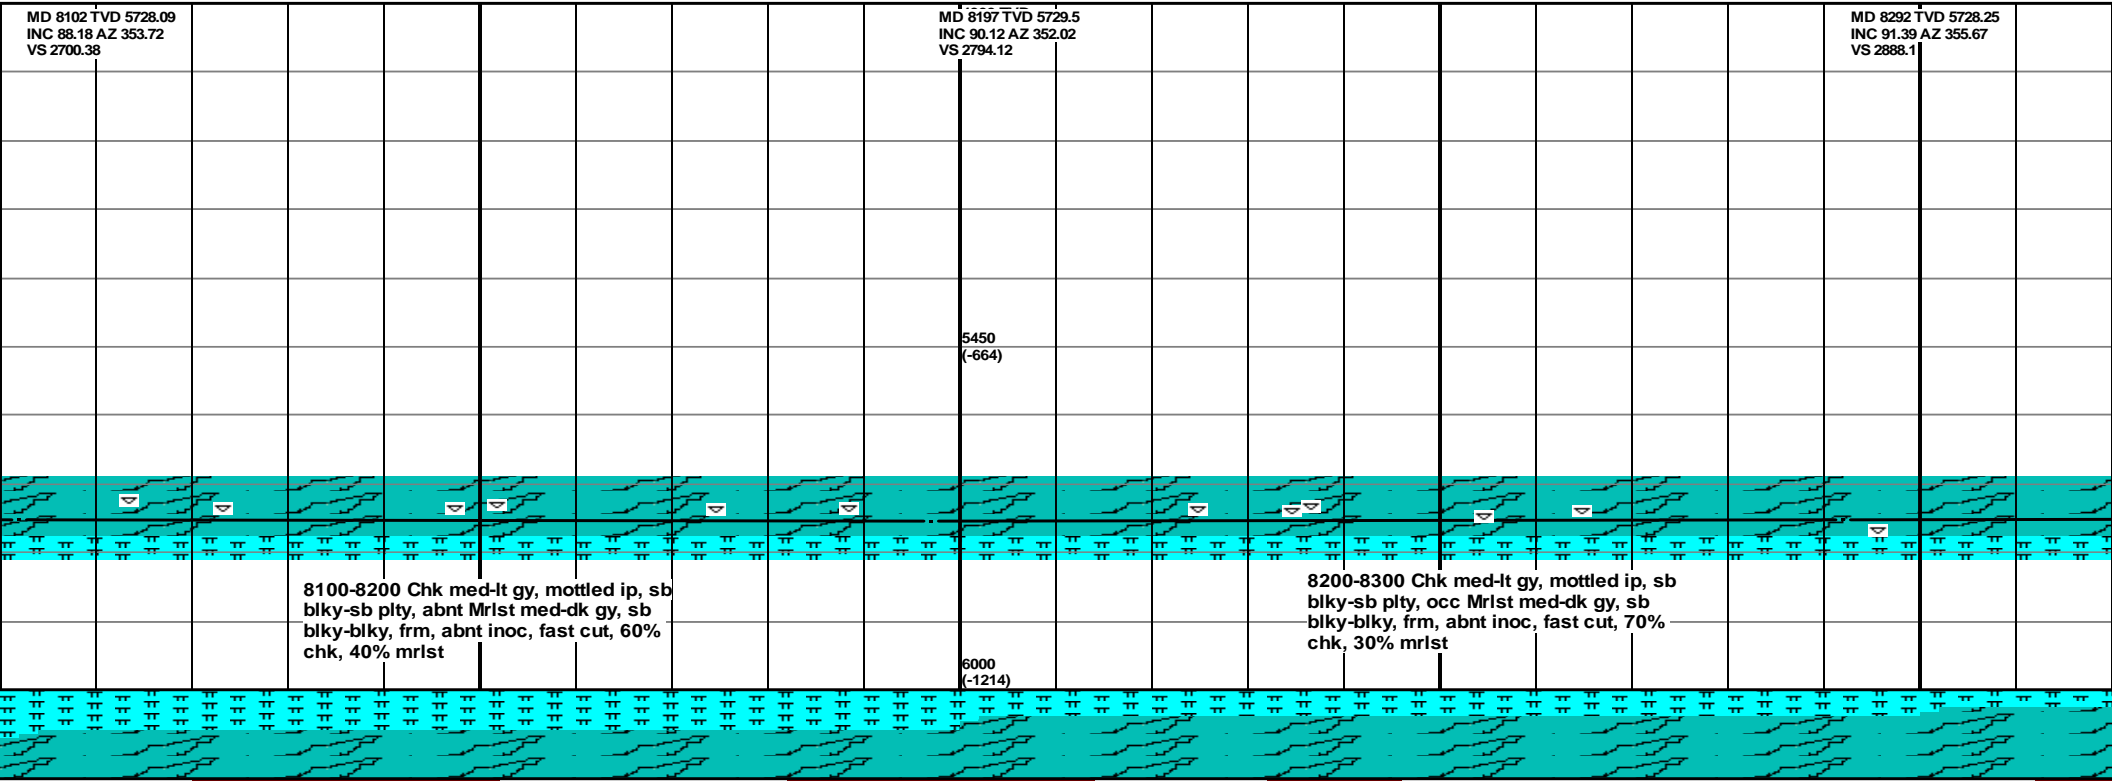 MD 8102 TVD 5728.09
INC 88.18 AZ 353.72
VS 2700.38
MD 8197 TVD 5729.5
INC 90.12 AZ 352.02
VS 2794.12
MD 8292 TVD 5728.25
INC 91.39 AZ 355.67
VS 2888.1
5450
(-664)
8100-8200 Chk med-lt gy, mottled ip, sb
blky-sb plty, abnt Mrlst med-dk gy, sb
blky-blky, frm, abnt inoc, fast cut, 60%
chk, 40% mrlst
8200-8300 Chk med-lt gy, mottled ip, sb
blky-sb plty, occ Mrlst med-dk gy, sb
blky-blky, frm, abnt inoc, fast cut, 70%
chk, 30% mrlst
6000
(-1214)